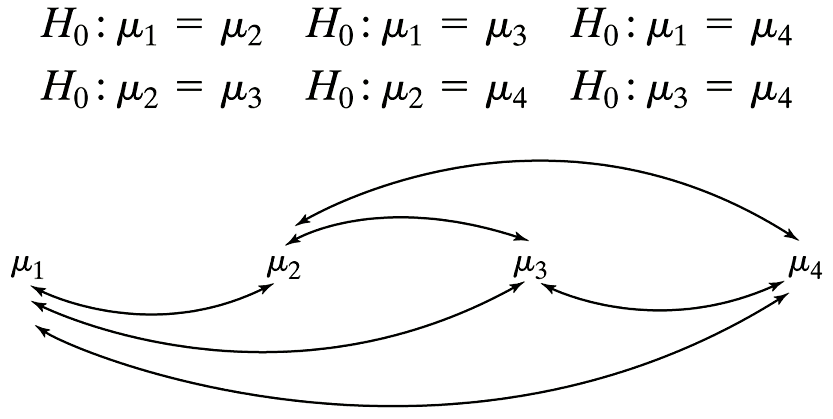 H₀: μ₁ = μ₂ H₀: μ₁ = μ₃ H₀: μ₁ = μ₄
H₀: μ₂ = μ₃ H₀: μ₂ = μ₄ H₀: μ₃ = μ₄
μ₁ μ₂ μ₃ μ₄